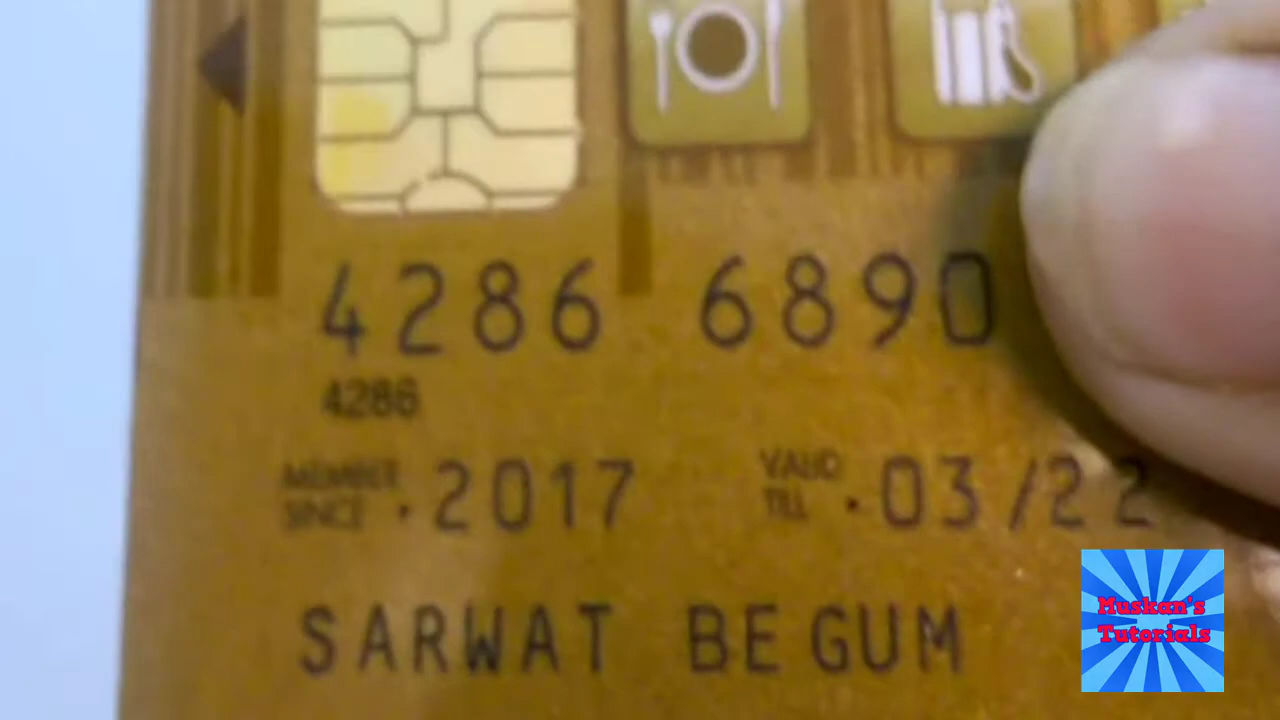 4286 6890
4286
MEMBER SINCE 2017 VALID TILL 03/22
SARWAT BEGUM
Muskan's
Tutorials